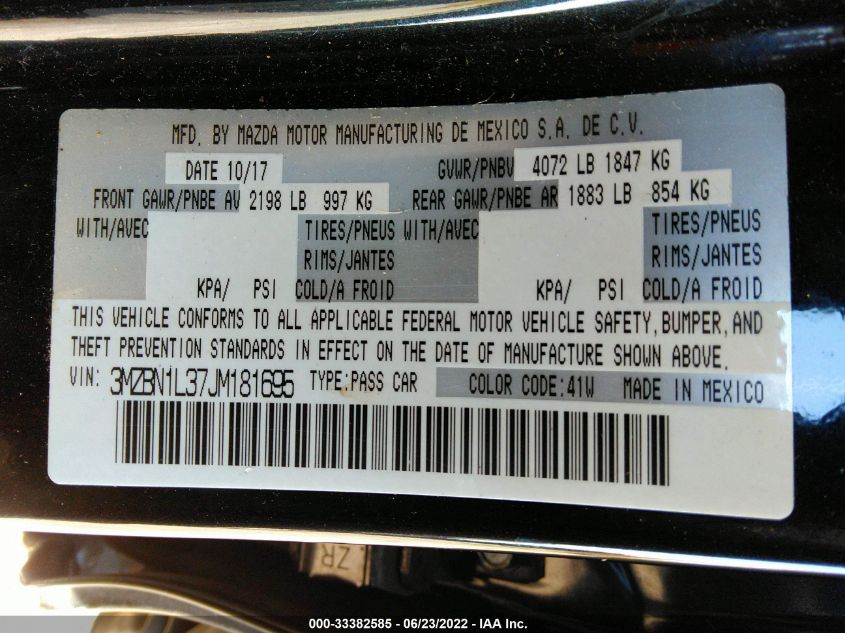 MFD. BY MAZDA MOTOR MANUFACTURING DE MEXICO S.A. DE C.V.
DATE 10/17 GVWR/PNBV 4072 LB 1847 KG
FRONT GAWR/PNBE AV 2198 LB 997 KG REAR GAWR/PNBE AR 1883 LB 854 KG
WITH/AVEC TIRES/PNEUS WITH/AVEC TIRES/PNEUS
RIMS/JANTES RIMS/JANTES
KPA/ PSI COLD/A FROID KPA/ PSI COLD/A FROID
THIS VEHICLE CONFORMS TO ALL APPLICABLE FEDERAL MOTOR VEHICLE SAFETY, BUMPER, AND
THEFT PREVENTION STANDARDS IN EFFECT ON THE DATE OF MANUFACTURE SHOWN ABOVE.
VIN: 3MZBN1L37JM181695 TYPE:PASS CAR COLOR CODE:41W MADE IN MEXICO
ZR
000-33382585 - 06/23/2022 - IAA Inc.